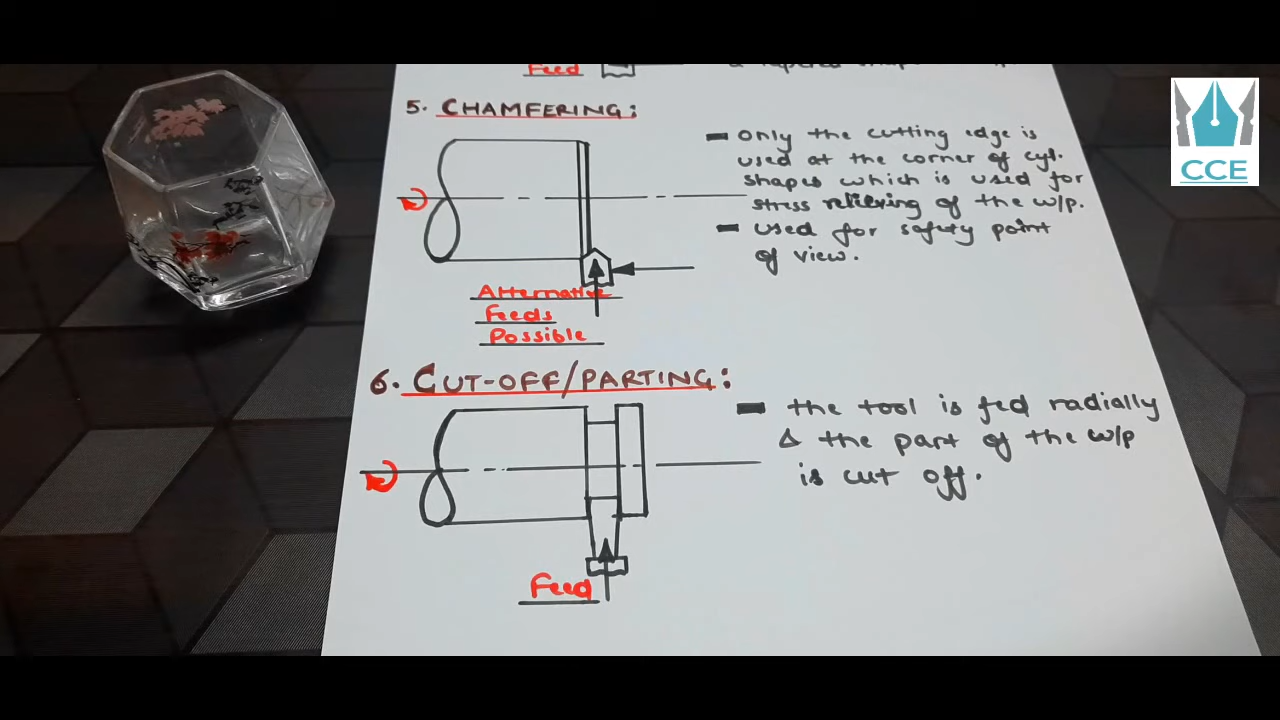 Feed
5. CHAMFERING:
Only the cutting edge is
used at the corner of cyl.
shapes which is used for
stress relieving of the w/p.
used for safety point
of view.
Alternative
Feeds
Possible
6. CUT-OFF/PARTING:
the tool is fed radially
& the part of the w/p
is cut off.
Feed
CCE